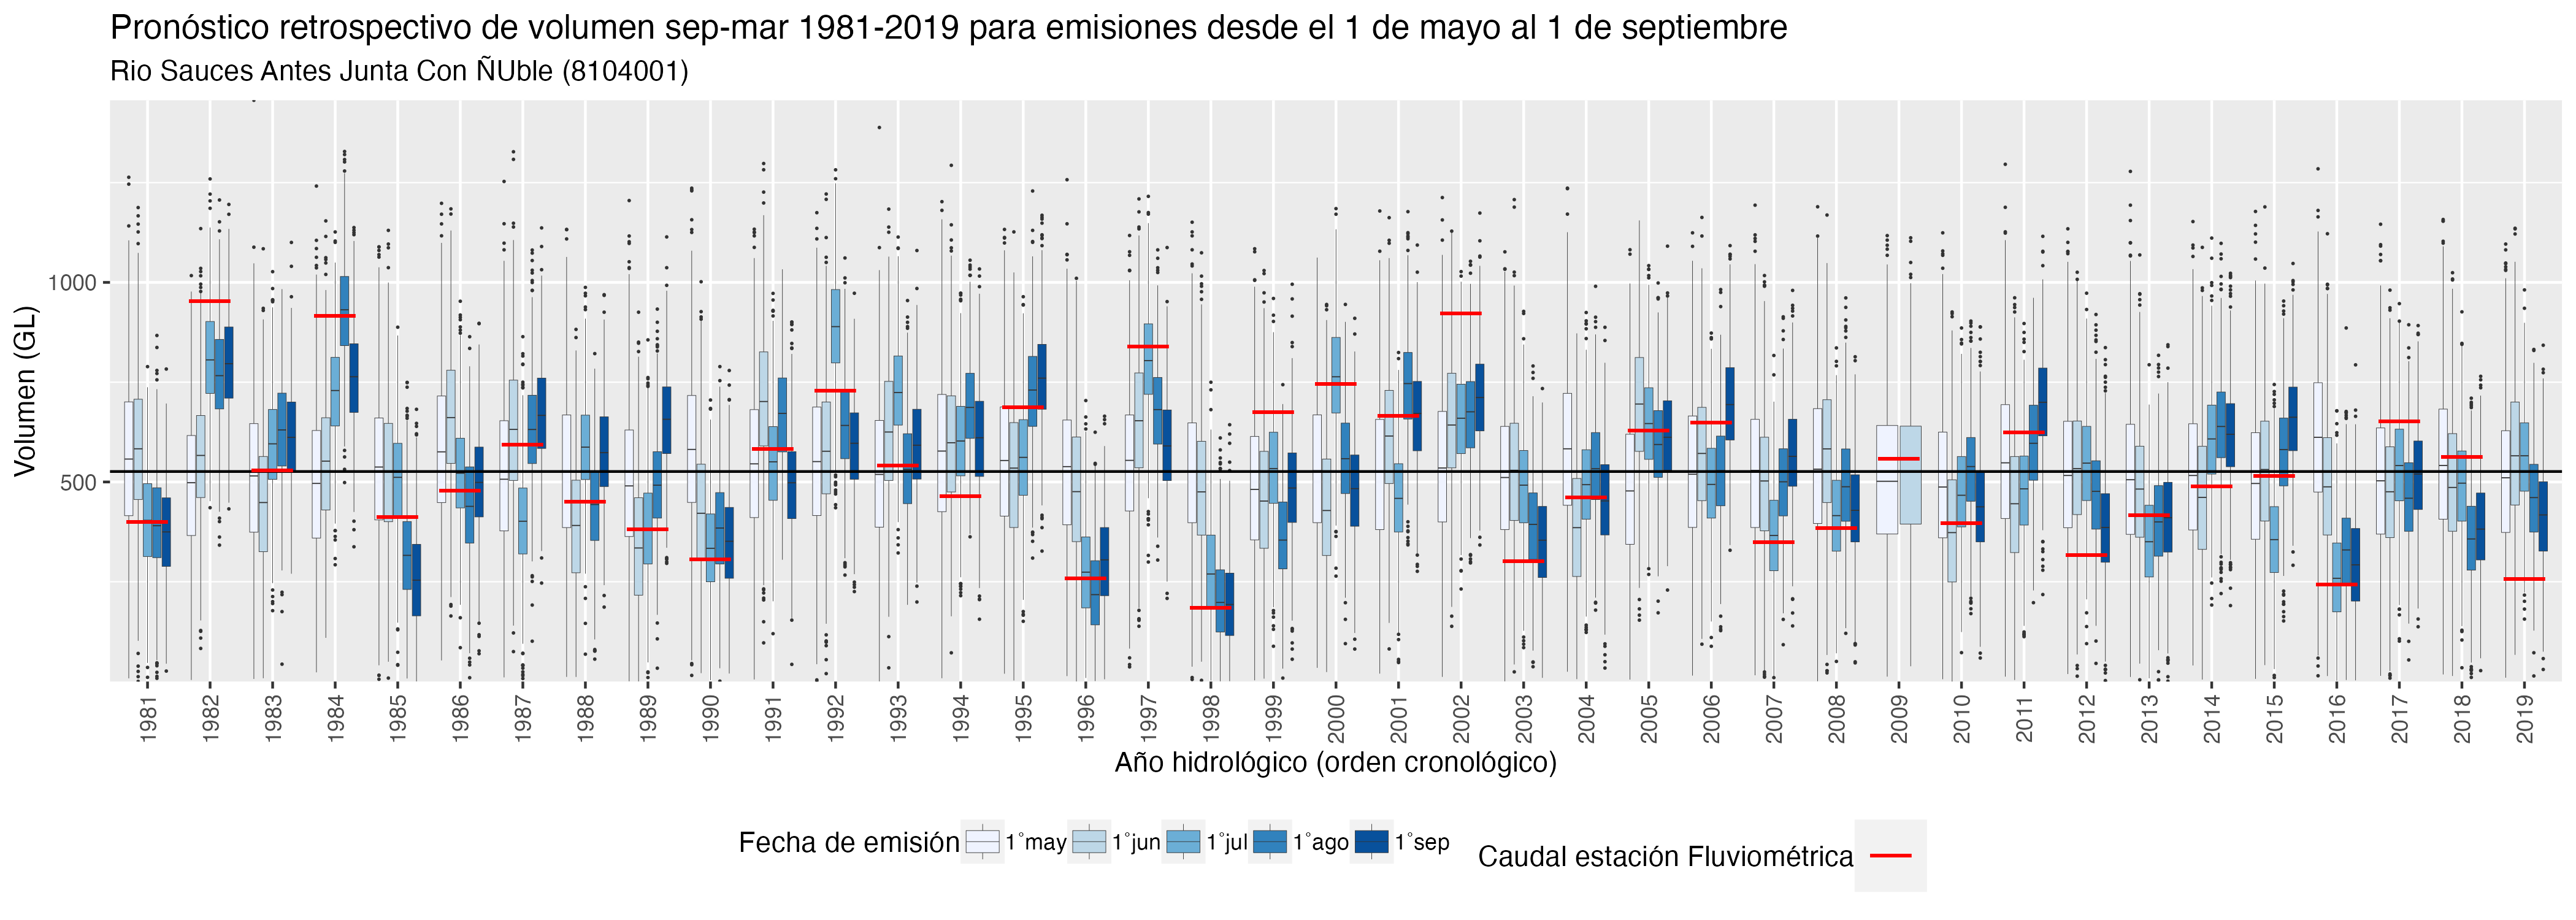 Pronóstico retrospectivo de volumen sep-mar 1981-2019 para emisiones desde el 1 de mayo al 1 de septiembre
Rio Sauces Antes Junta Con ÑUble (8104001)
Volumen (GL)
1000
500
1981 1982 1983 1984 1985 1986 1987 1988 1989 1990 1991 1992 1993 1994 1995 1996 1997 1998 1999 2000 2001 2002 2003 2004 2005 2006 2007 2008 2009 2010 2011 2012 2013 2014 2015 2016 2017 2018 2019
Año hidrológico (orden cronológico)
Fecha de emisión 1°may 1°jun 1°jul 1°ago 1°sep Caudal estación Fluviométrica